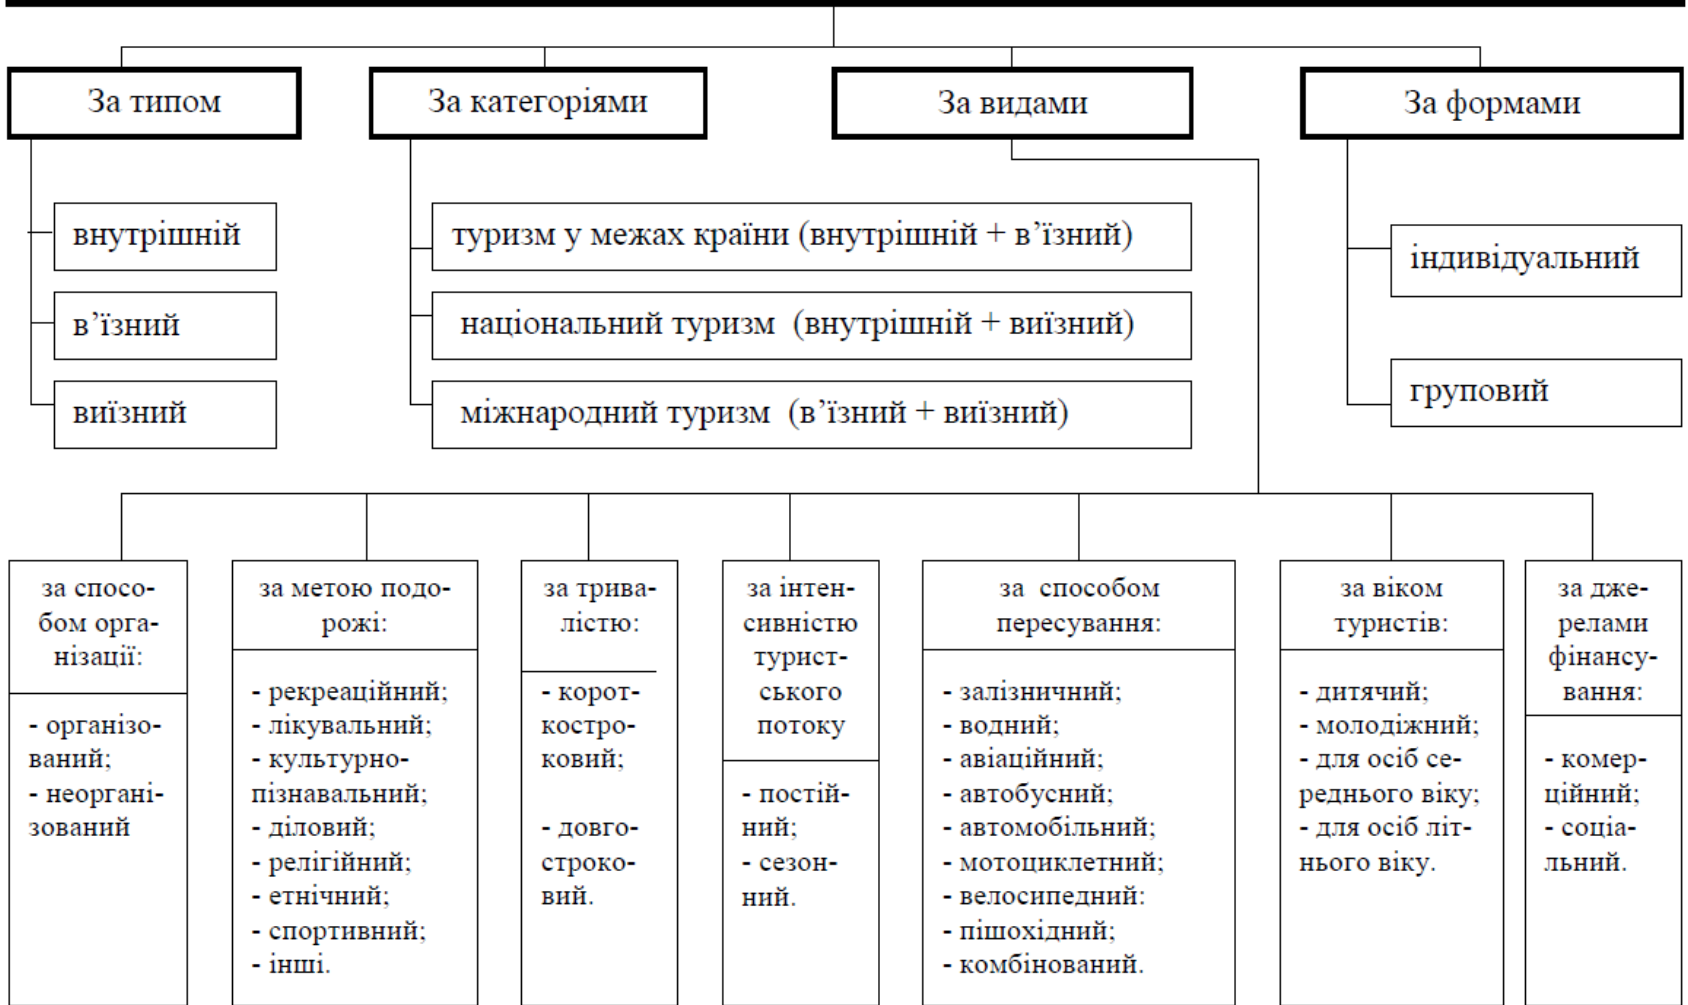 За типом
внутрішній
в’їзний
виїзний
За категоріями
туризм у межах країни (внутрішній + в’їзний)
національний туризм (внутрішній + виїзний)
міжнародний туризм (в’їзний + виїзний)
За видами
За формами
індивідуальний
груповий
за спосо-
бом орга-
нізації:
- організо-
ваний;
- неоргані-
зований
за метою подо-
рожі:
- рекреаційний;
- лікувальний;
- культурно-
пізнавальний;
- діловий;
- релігійний;
- етнічний;
- спортивний;
- інші.
за трива-
лістю:
- корот-
костро-
ковий;
- довго-
строко-
вий.
за інтен-
сивністю
турист-
ського
потоку
- постій-
ний;
- сезон-
ний.
за способом
пересування:
- залізничний;
- водний;
- авіаційний;
- автобусний;
- автомобільний;
- мотоциклетний;
- велосипедний:
- пішохідний;
- комбінований.
за віком
туристів:
- дитячий;
- молодіжний;
- для осіб се-
реднього віку;
- для осіб літ-
нього віку.
за дже-
релами
фінансу-
вання:
- комер-
ційний;
- соціа-
льний.